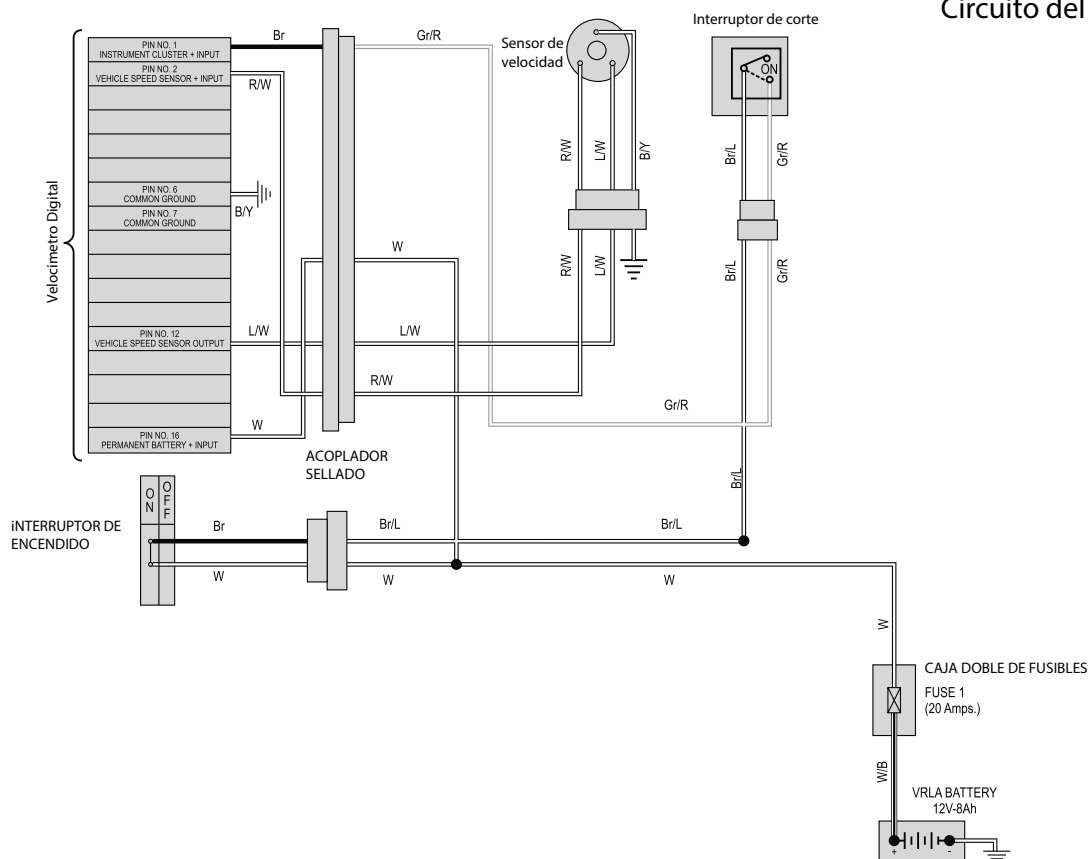 Circuito del
Interruptor de corte
Br
Gr/R
Sensor de
velocidad
ON
PIN NO. 1
INSTRUMENT CLUSTER + INPUT
PIN NO. 2
VEHICLE SPEED SENSOR + INPUT
R/W
R/W
L/W
B/Y
Br/L
Gr/R
Velocimetro Digital
PIN NO. 6
COMMON GROUND
PIN NO. 7
COMMON GROUND
B/Y
W
R/W
L/W
Br/L
Gr/R
PIN NO. 12
VEHICLE SPEED SENSOR OUTPUT
L/W
L/W
R/W
Gr/R
W
PIN NO. 16
PERMANENT BATTERY + INPUT
ACOPLADOR
SELLADO
Br/L
ON
OFF
iNTERRUPTOR DE
ENCENDIDO
Br
Br/L
Br/L
W
W
W
W
CAJA DOBLE DE FUSIBLES
FUSE 1
(20 Amps.)
W/B
VRLA BATTERY
12V-8Ah
+
-